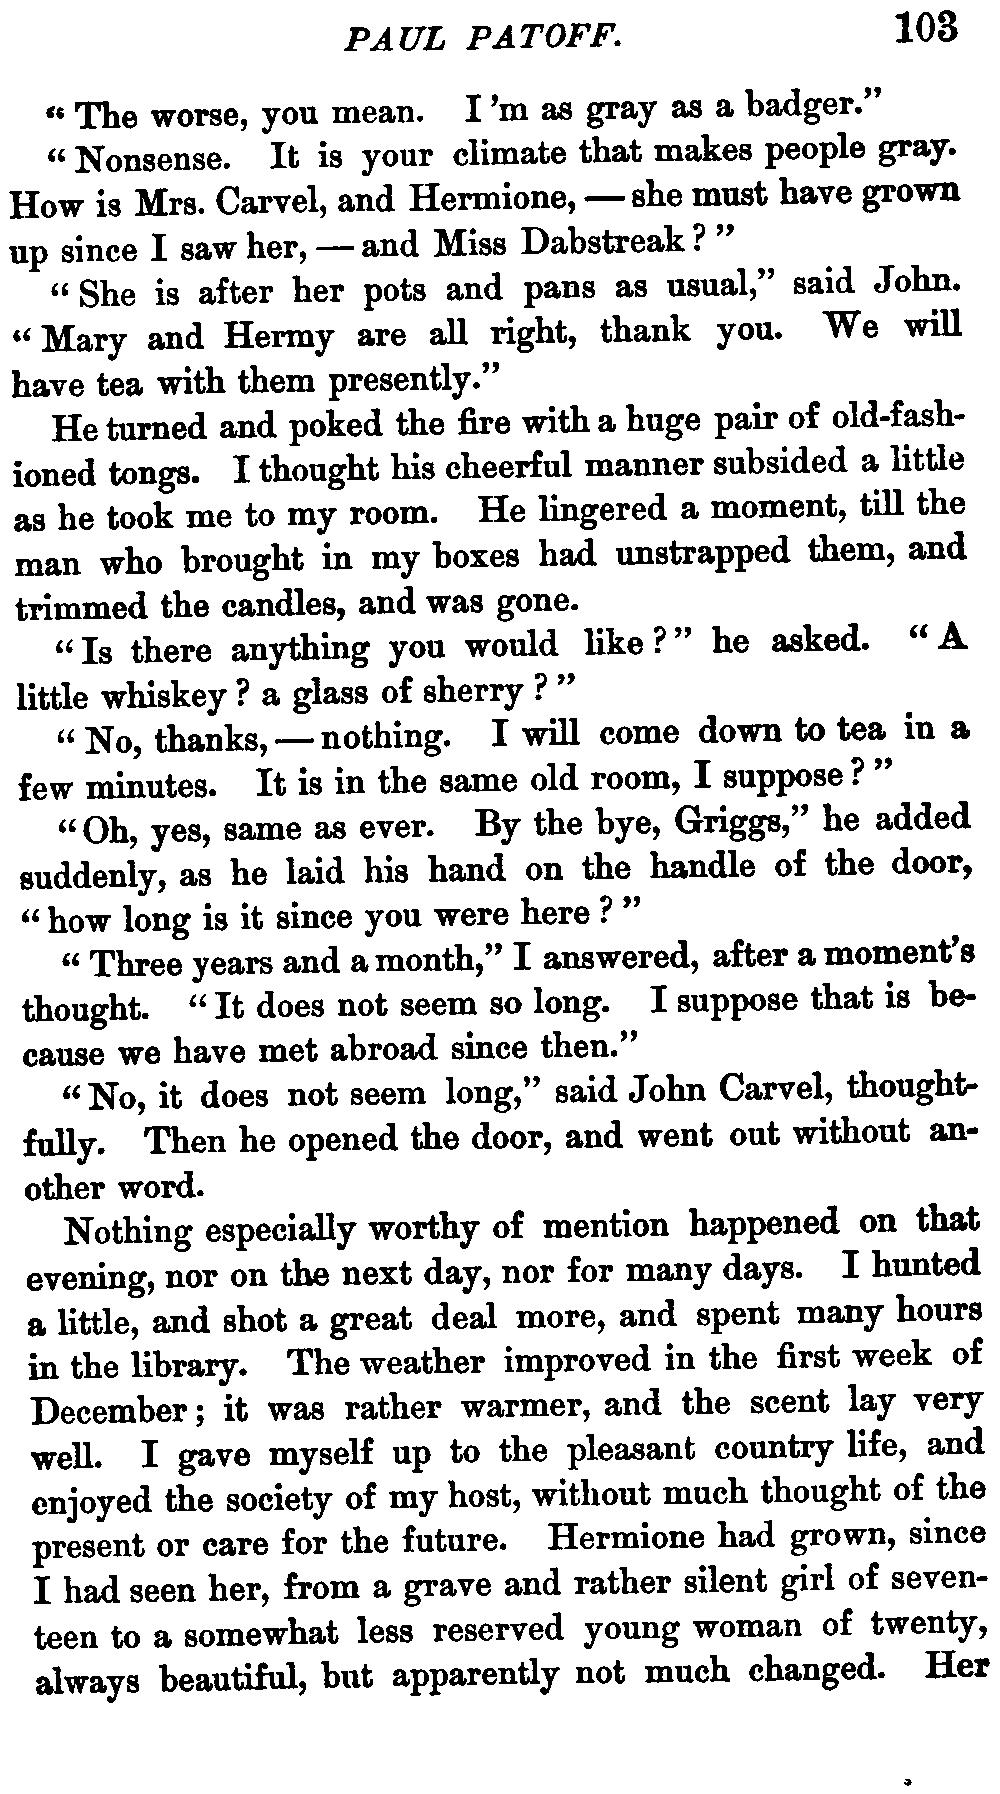 PAUL PATOFF. 103
“ The worse, you mean. I ’m as gray as a badger.”
“ Nonsense. It is your climate that makes people gray.
How is Mrs. Carvel, and Hermione, — she must have grown
up since I saw her, — and Miss Dabstreak ? ”
“ She is after her pots and pans as usual,” said John.
“ Mary and Hermy are all right, thank you. We will
have tea with them presently.”
He turned and poked the fire with a huge pair of old-fash-
ioned tongs. I thought his cheerful manner subsided a little
as he took me to my room. He lingered a moment, till the
man who brought in my boxes had unstrapped them, and
trimmed the candles, and was gone.
“ Is there anything you would like ? ” he asked. “ A
little whiskey ? a glass of sherry ? ”
“ No, thanks, — nothing. I will come down to tea in a
few minutes. It is in the same old room, I suppose ? ”
“ Oh, yes, same as ever. By the bye, Griggs,” he added
suddenly, as he laid his hand on the handle of the door,
“ how long is it since you were here ? ”
“ Three years and a month,” I answered, after a moment’s
thought. “ It does not seem so long. I suppose that is be-
cause we have met abroad since then.”
“ No, it does not seem long,” said John Carvel, thought-
fully. Then he opened the door, and went out without an-
other word.
Nothing especially worthy of mention happened on that
evening, nor on the next day, nor for many days. I hunted
a little, and shot a great deal more, and spent many hours
in the library. The weather improved in the first week of
December ; it was rather warmer, and the scent lay very
well. I gave myself up to the pleasant country life, and
enjoyed the society of my host, without much thought of the
present or care for the future. Hermione had grown, since
I had seen her, from a grave and rather silent girl of seven-
teen to a somewhat less reserved young woman of twenty,
always beautiful, but apparently not much changed. Her